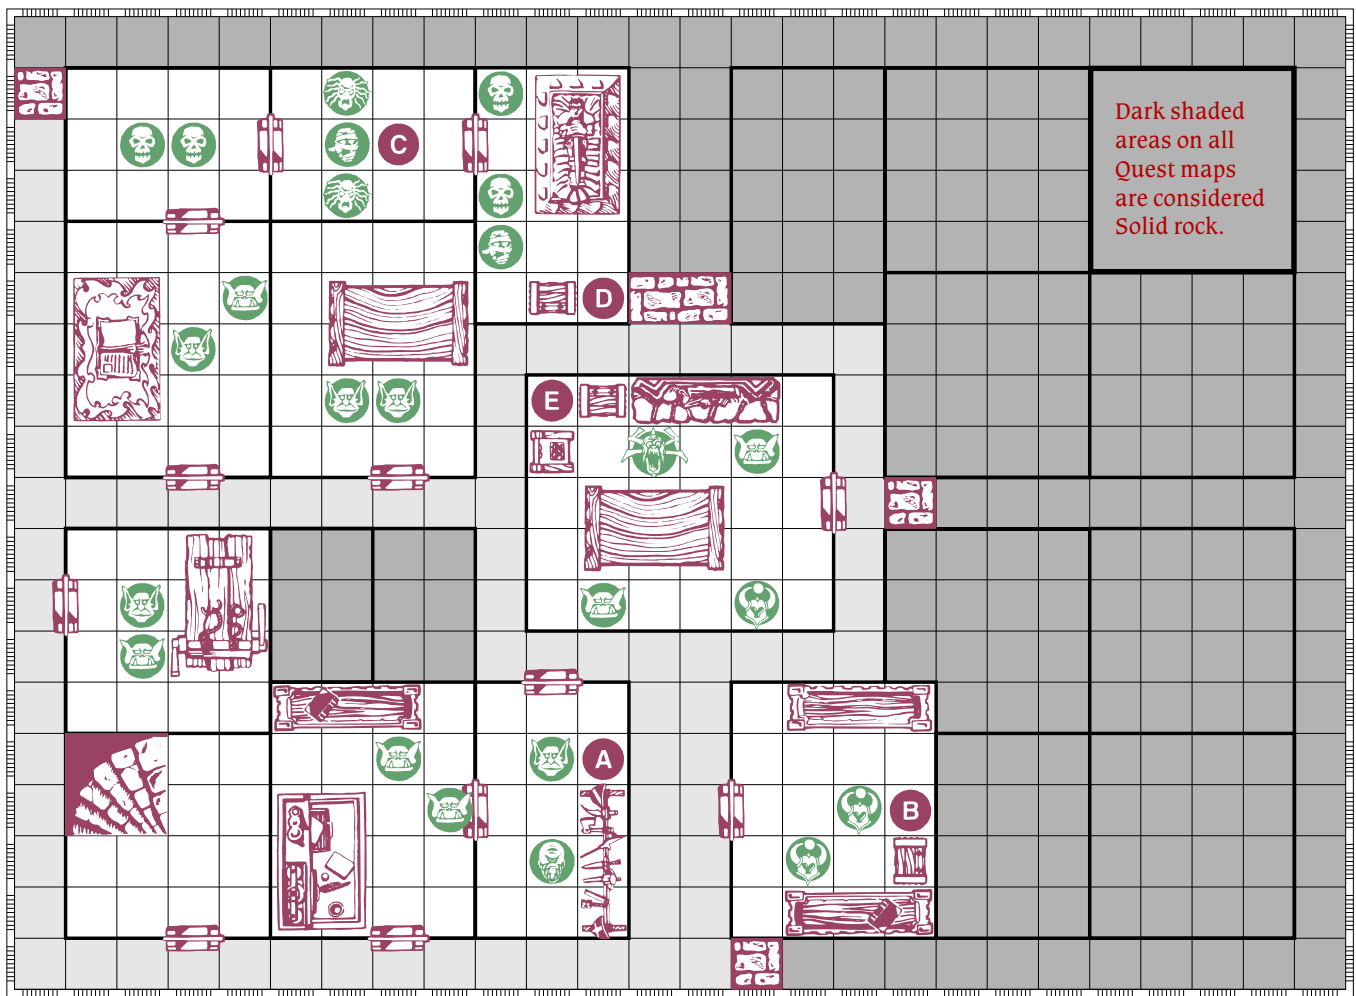 Dark shaded
areas on all
Quest maps
are considered
Solid rock.
C
D
E
A
B